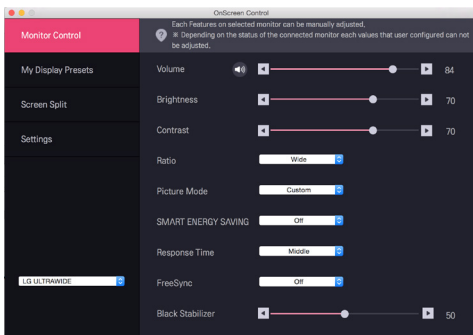 OnScreen Control
Monitor Control
My Display Presets
Screen Split
Settings
LG ULTRAWIDE
Each Features on selected monitor can be manually adjusted.
※ Depending on the status of the connected monitor each values that user configured can not
be adjusted.
Volume 84
Brightness 70
Contrast 70
Ratio Wide
Picture Mode Custom
SMART ENERGY SAVING Off
Response Time Middle
FreeSync Off
Black Stabilizer 50